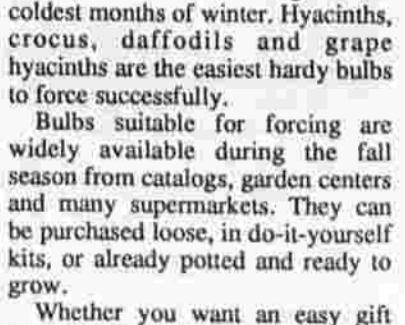 coldest months of winter. Hyacinths,
crocus, daffodils and grape
hyacinths are the easiest hardy bulbs
to force successfully.
Bulbs suitable for forcing are
widely available during the fall
season from catalogs, garden centers
and many supermarkets. They can
be purchased loose, in do-it-yourself
kits, or already potted and ready to
grow.
Whether you want an easy gift